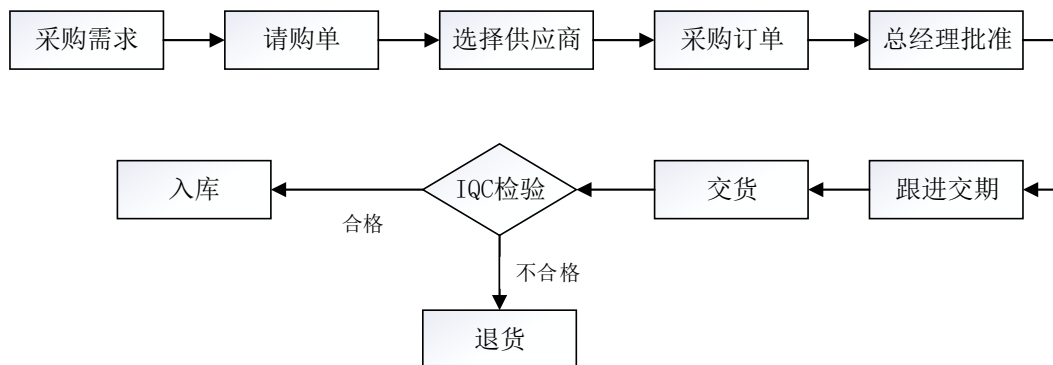 采购需求
请购单
选择供应商
采购订单
总经理批准
入库
合格
IQC检验
不合格
退货
交货
跟进交期